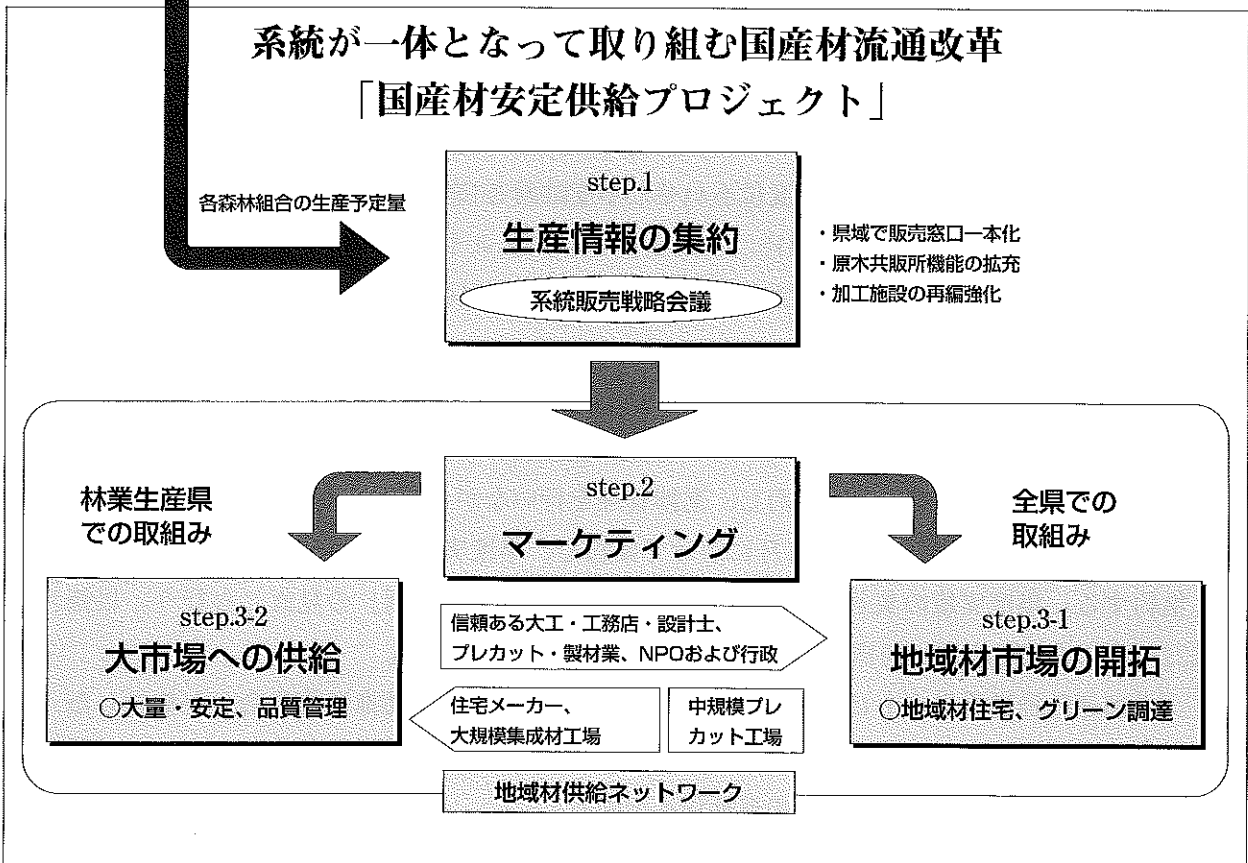 系統が一体となって取り組む国産材流通改革
「国産材安定供給プロジェクト」
各森林組合の生産予定量
step.1
生産情報の集約
系統販売戦略会議
・県域で販売窓口一本化
・原木共販所機能の拡充
・加工施設の再編強化
林業生産県
での取組み
step.2
マーケティング
全県での
取組み
step.3-2
大市場への供給
○大量・安定、品質管理
信頼ある大工・工務店・設計士、
プレカット・製材業、NPOおよび行政
住宅メーカー、
大規模集成材工場
中規模プレ
カット工場
step.3-1
地域材市場の開拓
○地域材住宅、グリーン調達
地域材供給ネットワーク